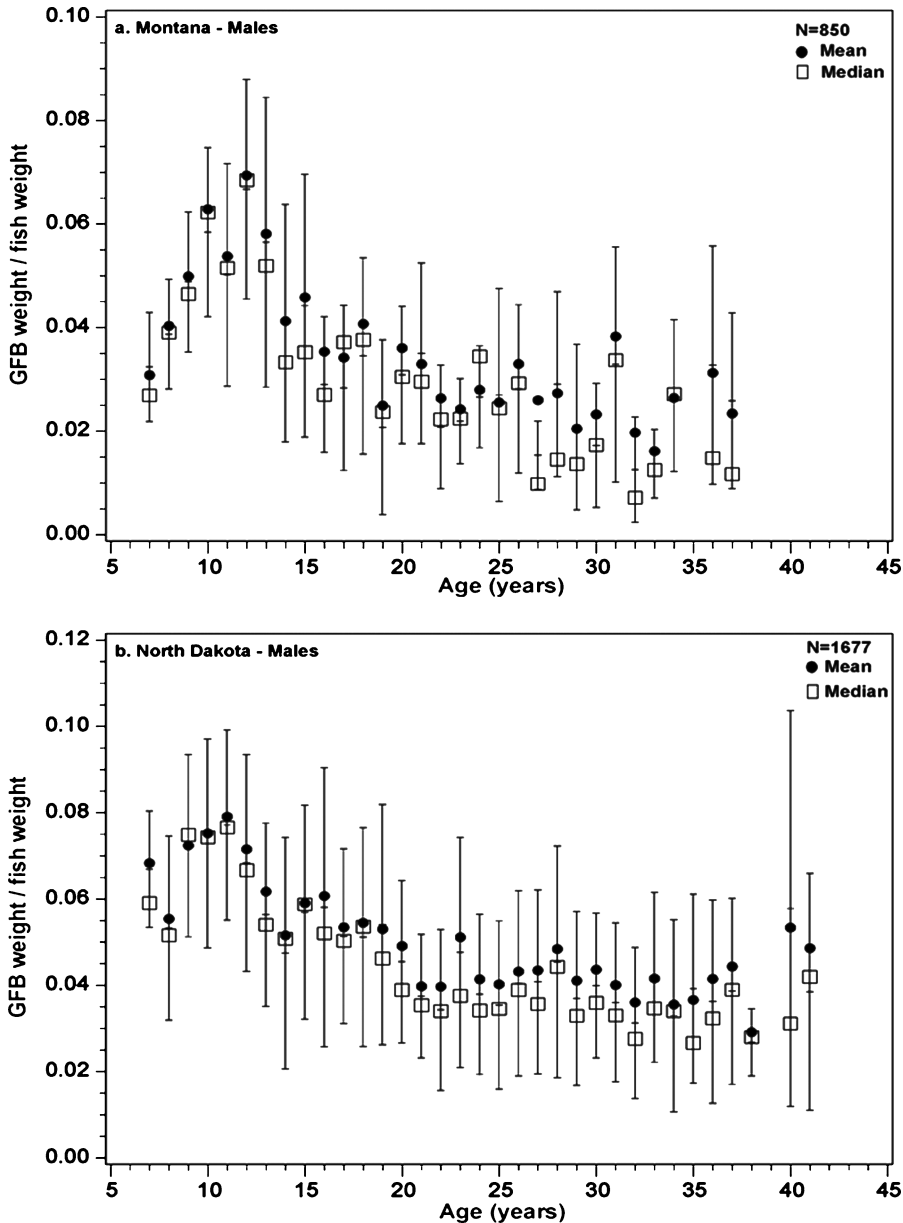 a. Montana - Males
N=850
Mean
Median
GFB weight / fish weight
0.10
0.08
0.06
0.04
0.02
0.00
5 10 15 20 25 30 35 40 45
Age (years)
b. North Dakota - Males
N=1677
Mean
Median
GFB weight / fish weight
0.12
0.10
0.08
0.06
0.04
0.02
0.00
5 10 15 20 25 30 35 40 45
Age (years)